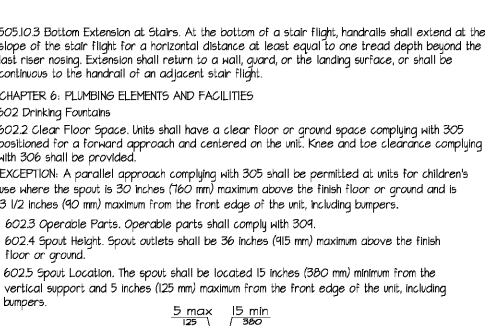 505.10.3 Bottom Extension at Stairs. At the bottom of a stair flight, handrails shall extend at the
slope of the stair flight for a horizontal distance at least equal to one tread depth beyond the
last riser nosing. Extension shall return to a wall, guard, or the landing surface, or shall be
continuous to the handrail of an adjacent stair flight.
CHAPTER 6: PLUMBING ELEMENTS AND FACILITIES
602 Drinking Fountains
602.2 Clear Floor Space. Units shall have a clear floor or ground space complying with 305
positioned for a forward approach and centered on the unit. Knee and toe clearance complying
with 306 shall be provided.
EXCEPTION: A parallel approach complying with 305 shall be permitted at units for children's
use where the spout is 30 inches (760 mm) maximum above the finish floor or ground and is
3 1/2 inches (90 mm) maximum from the front edge of the unit, including bumpers.
602.3 Operable Parts. Operable parts shall comply with 309.
602.4 Spout Height. Spout outlets shall be 36 inches (915 mm) maximum above the finish
floor or ground.
602.5 Spout Location. The spout shall be located 15 inches (380 mm) minimum from the
vertical support and 5 inches (125 mm) maximum from the front edge of the unit, including
bumpers.
5 max 15 min
125 380